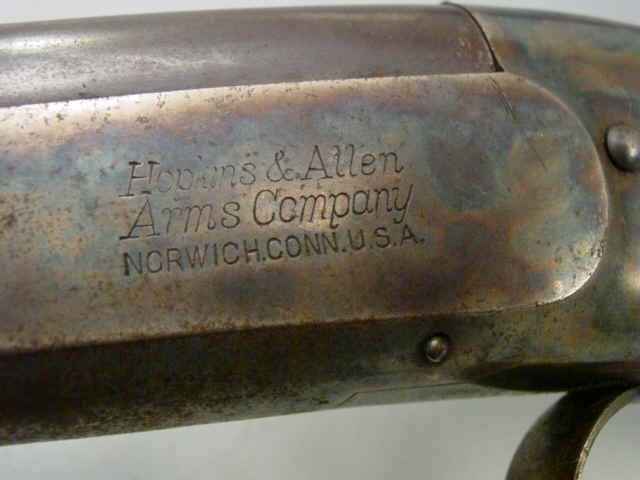 Hopkins & Allen
Arms Company
NORWICH.CONN.U.S.A.